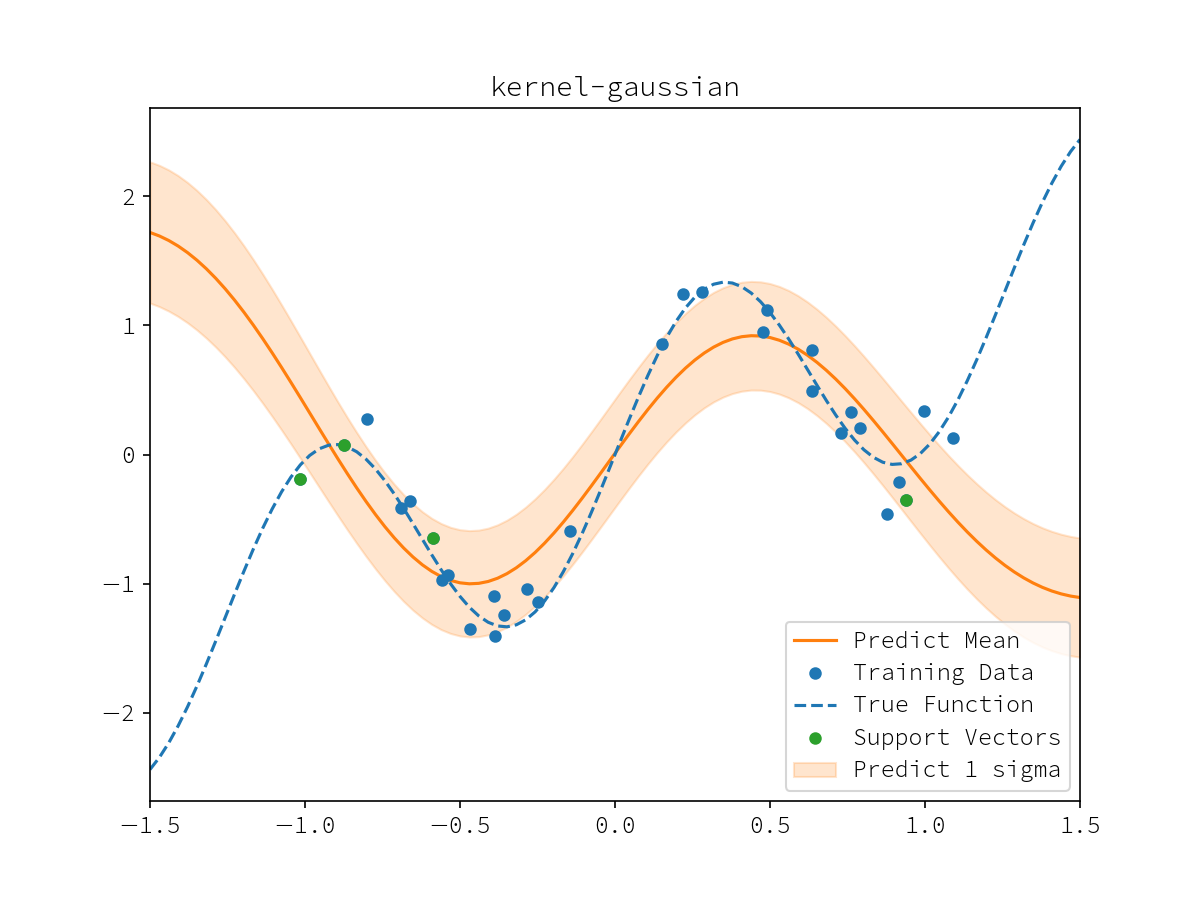 kernel-gaussian
2
1
0
−1
−2
−1.5
−1.0
−0.5
0.0
0.5
1.0
1.5
Predict Mean
Training Data
True Function
Support Vectors
Predict 1 sigma